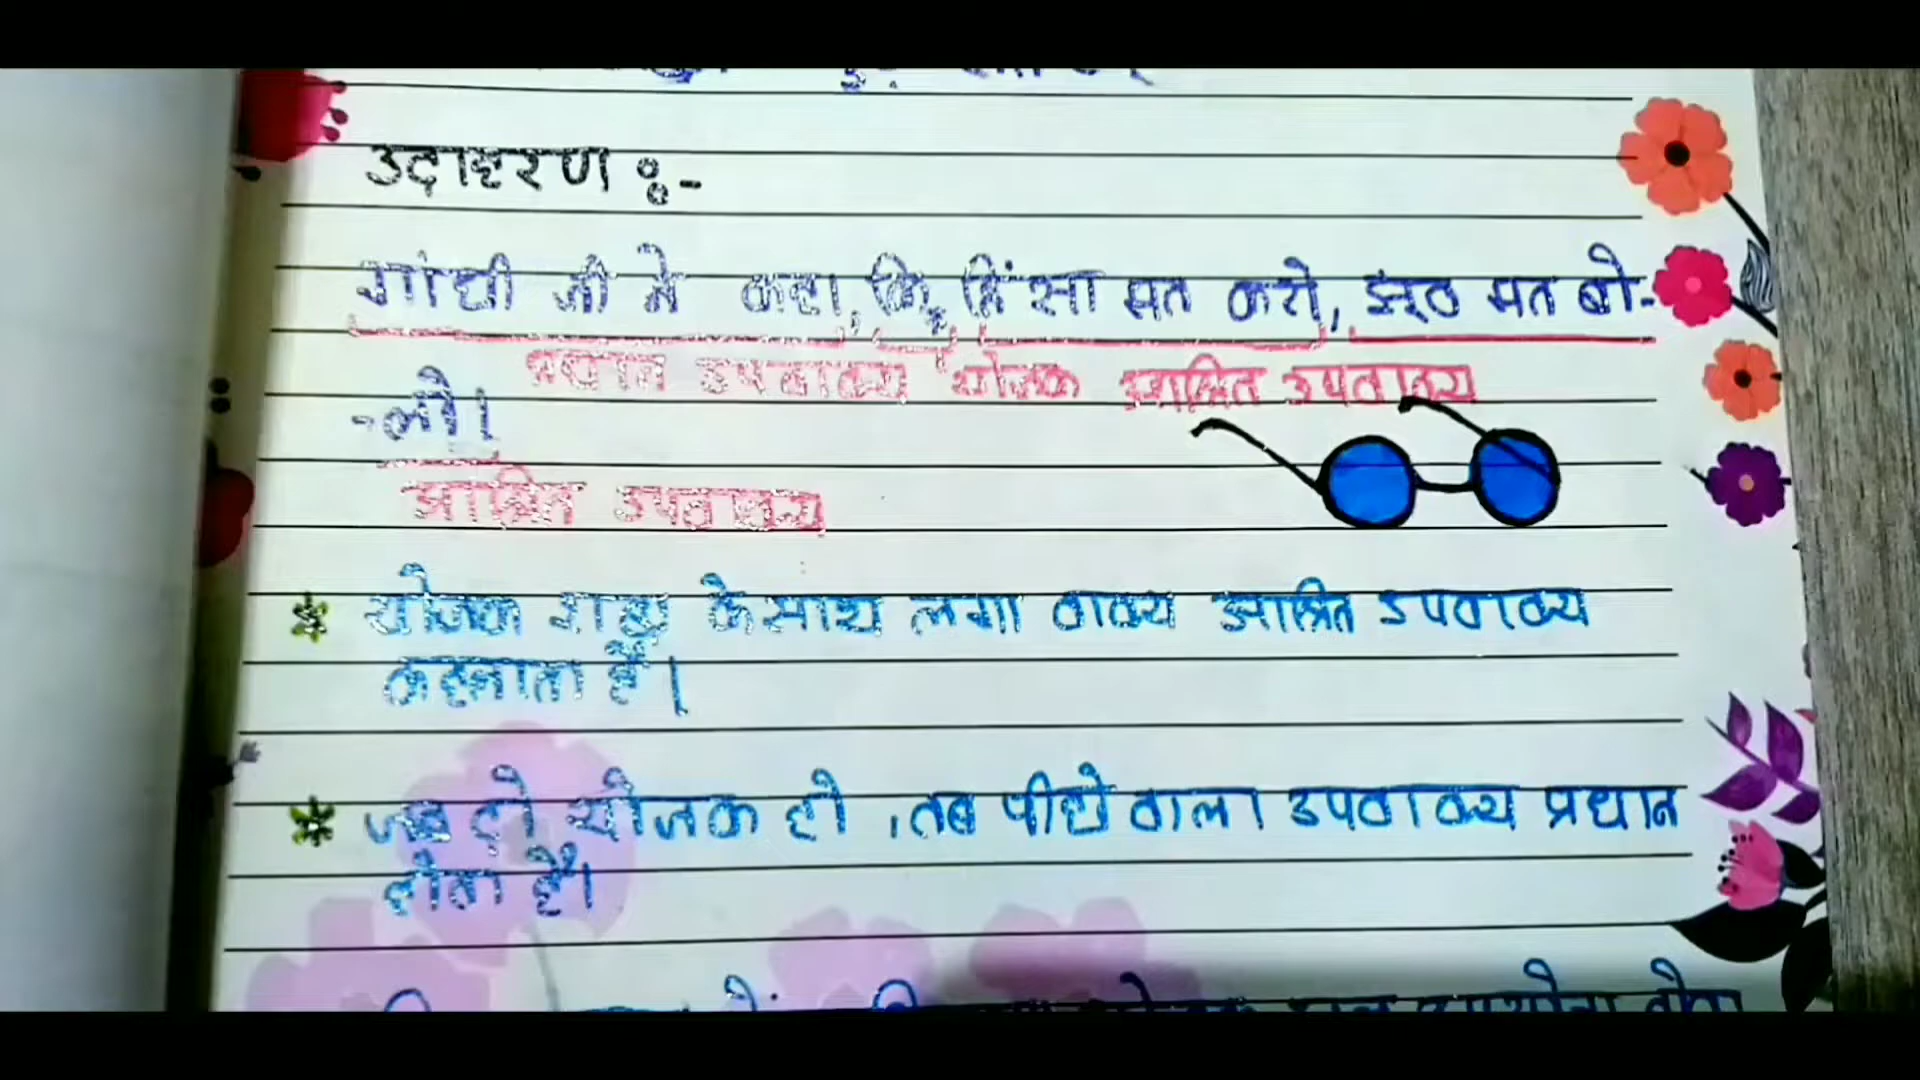 उदाहरण :-
गांधी जी ने कहा, कि, हिंसा मत करो, झूठ मत बो-
प्रधान उपवाक्य योजक आश्रित उपवाक्य
-लो।
आश्रित उपवाक्य
* योजक शब्द के साथ लगा वाक्य आश्रित उपवाक्य
कहलाता है।
* जब दो योजक हो, तब पीछे वाला उपवाक्य प्रधान
होता है।